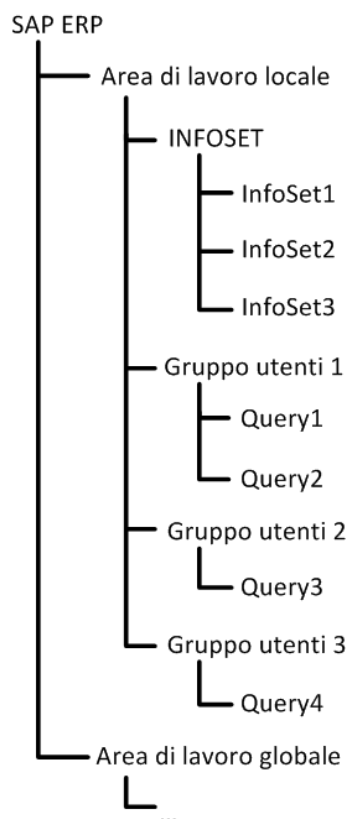 SAP ERP
Area di lavoro locale
INFOSET
InfoSet1
InfoSet2
InfoSet3
Gruppo utenti 1
Query1
Query2
Gruppo utenti 2
Query3
Gruppo utenti 3
Query4
Area di lavoro globale
...